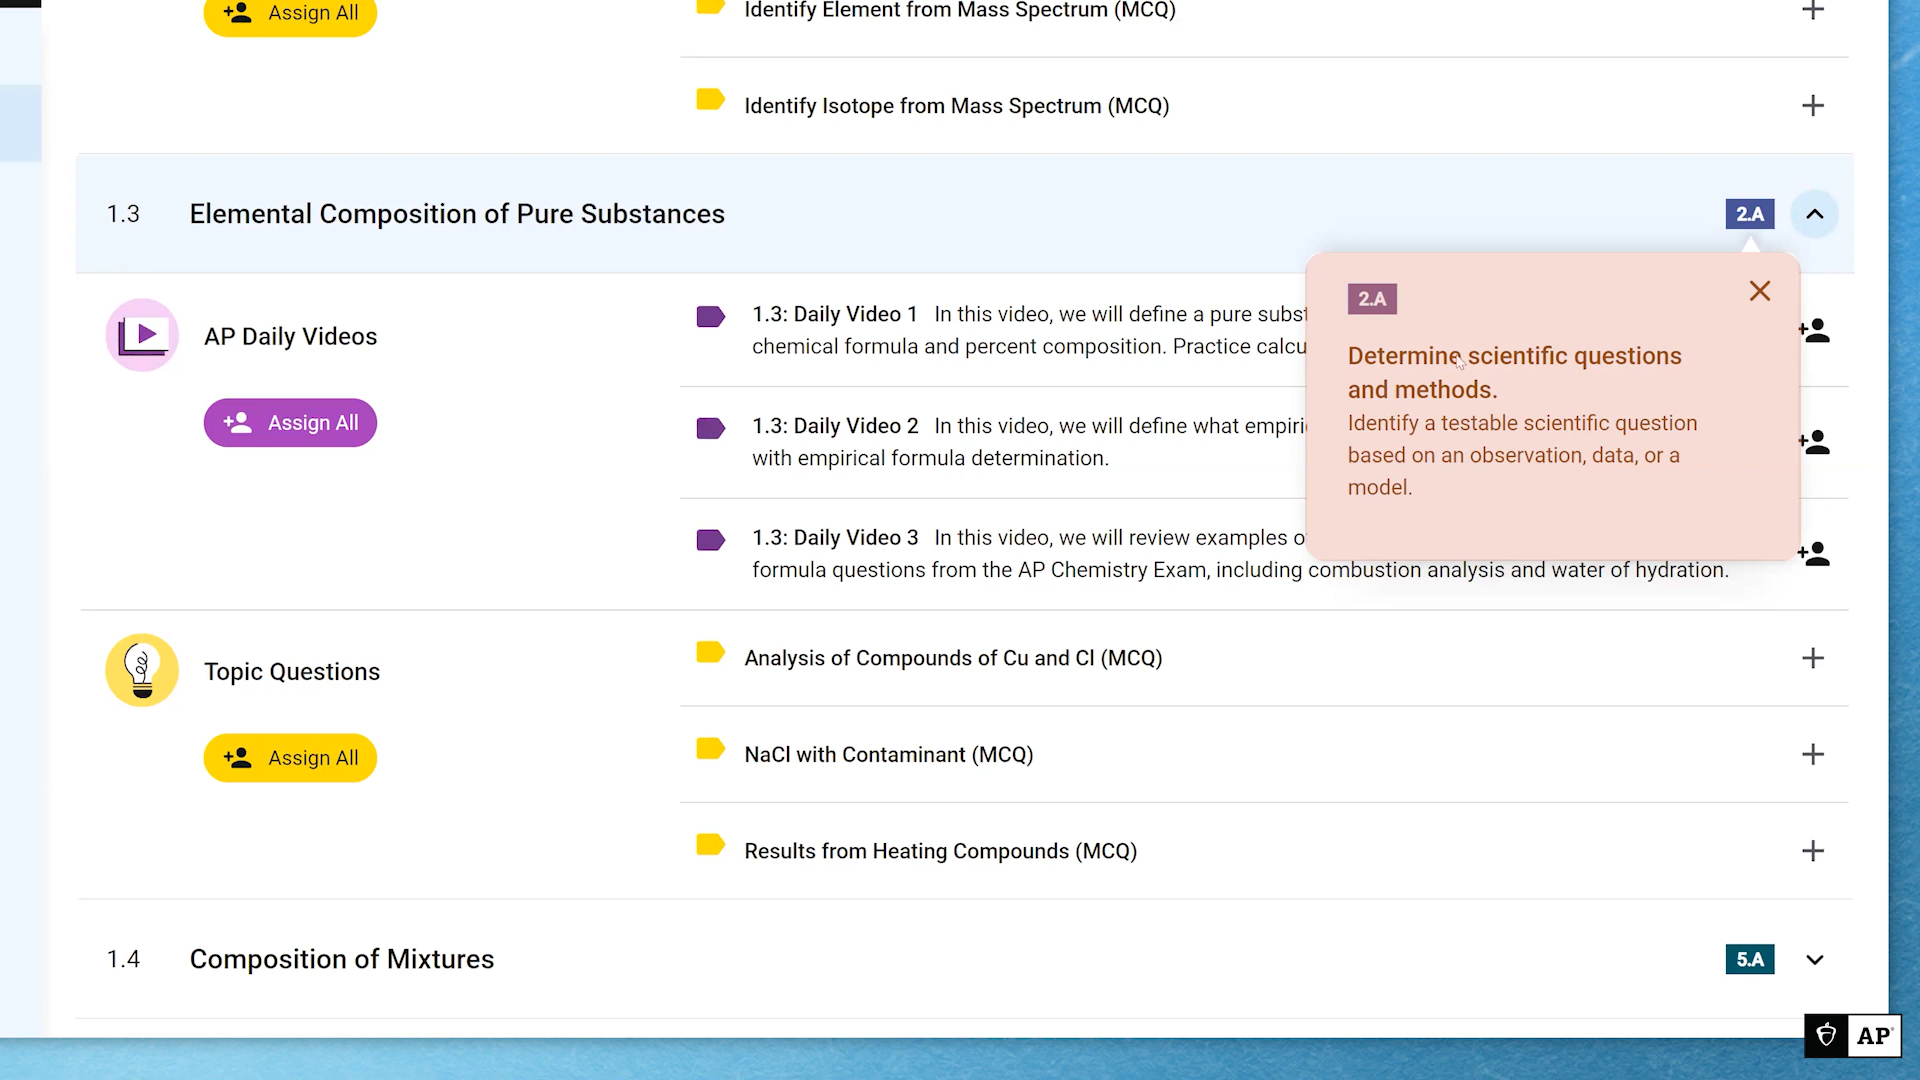 Assign All
Identify Element from Mass Spectrum (MCQ)
Identify Isotope from Mass Spectrum (MCQ)
1.3 Elemental Composition of Pure Substances 2.A
AP Daily Videos
Assign All
1.3: Daily Video 1 In this video, we will define a pure subst
chemical formula and percent composition. Practice calcu
1.3: Daily Video 2 In this video, we will define what empiri
with empirical formula determination.
1.3: Daily Video 3 In this video, we will review examples o
formula questions from the AP Chemistry Exam, including combustion analysis and water of hydration.
2.A
Determine scientific questions
and methods.
Identify a testable scientific question
based on an observation, data, or a
model.
Topic Questions
Assign All
Analysis of Compounds of Cu and Cl (MCQ)
NaCl with Contaminant (MCQ)
Results from Heating Compounds (MCQ)
1.4 Composition of Mixtures 5.A
AP®